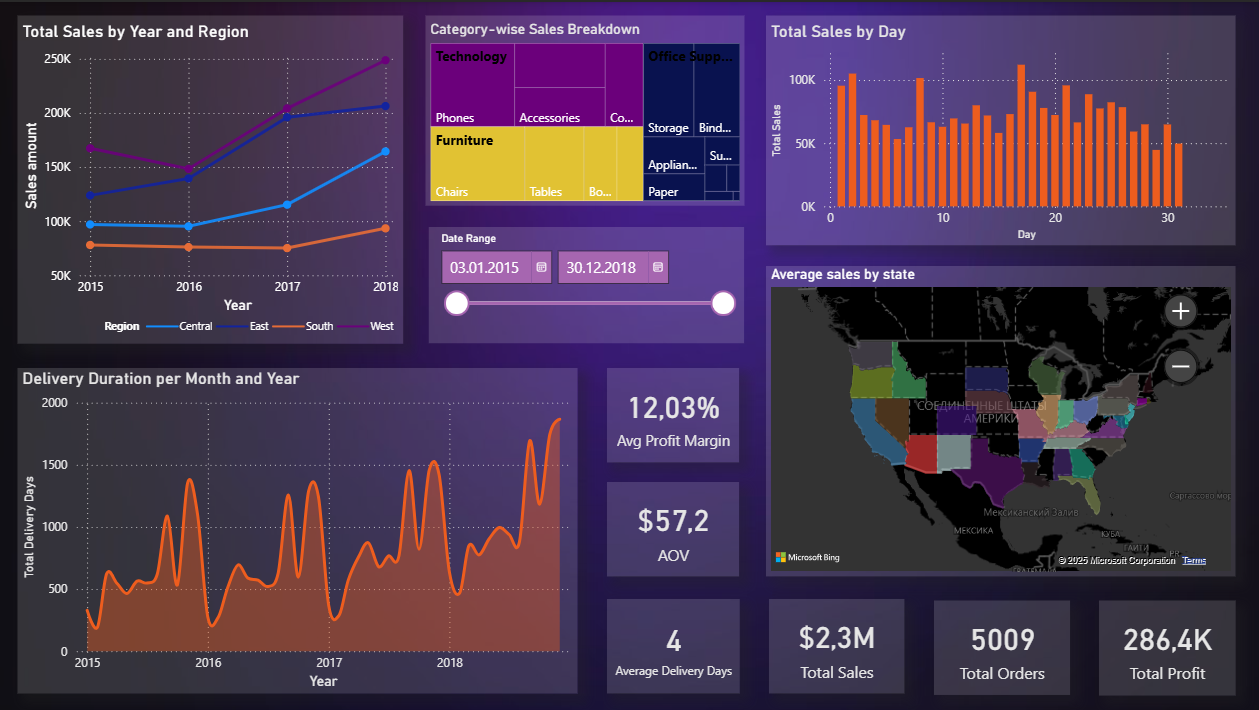 Total Sales by Year and Region
250K
200K
150K
100K
50K
Sales amount
2015
2016
2017
2018
Year
Region
Central
East
South
West
Category-wise Sales Breakdown
Technology
Phones
Accessories
Co...
Furniture
Chairs
Tables
Bo...
Office Supp...
Storage
Bind...
Applian...
Su...
Paper
Date Range
03.01.2015
30.12.2018
Total Sales by Day
100K
50K
0K
Total Sales
0
10
20
30
Day
Average sales by state
+
−
СОЕДИНЕННЫЕ ШТАТЫ
АМЕРИКИ
Мексиканский Залив
МЕКСИКА
КУБА
ГАИТИ
PR
Microsoft Bing
© 2025 Microsoft Corporation
Terms
Delivery Duration per Month and Year
2000
1500
1000
500
0
Total Delivery Days
2015
2016
2017
2018
Year
12,03%
Avg Profit Margin
$57,2
AOV
4
Average Delivery Days
$2,3M
Total Sales
5009
Total Orders
286,4K
Total Profit